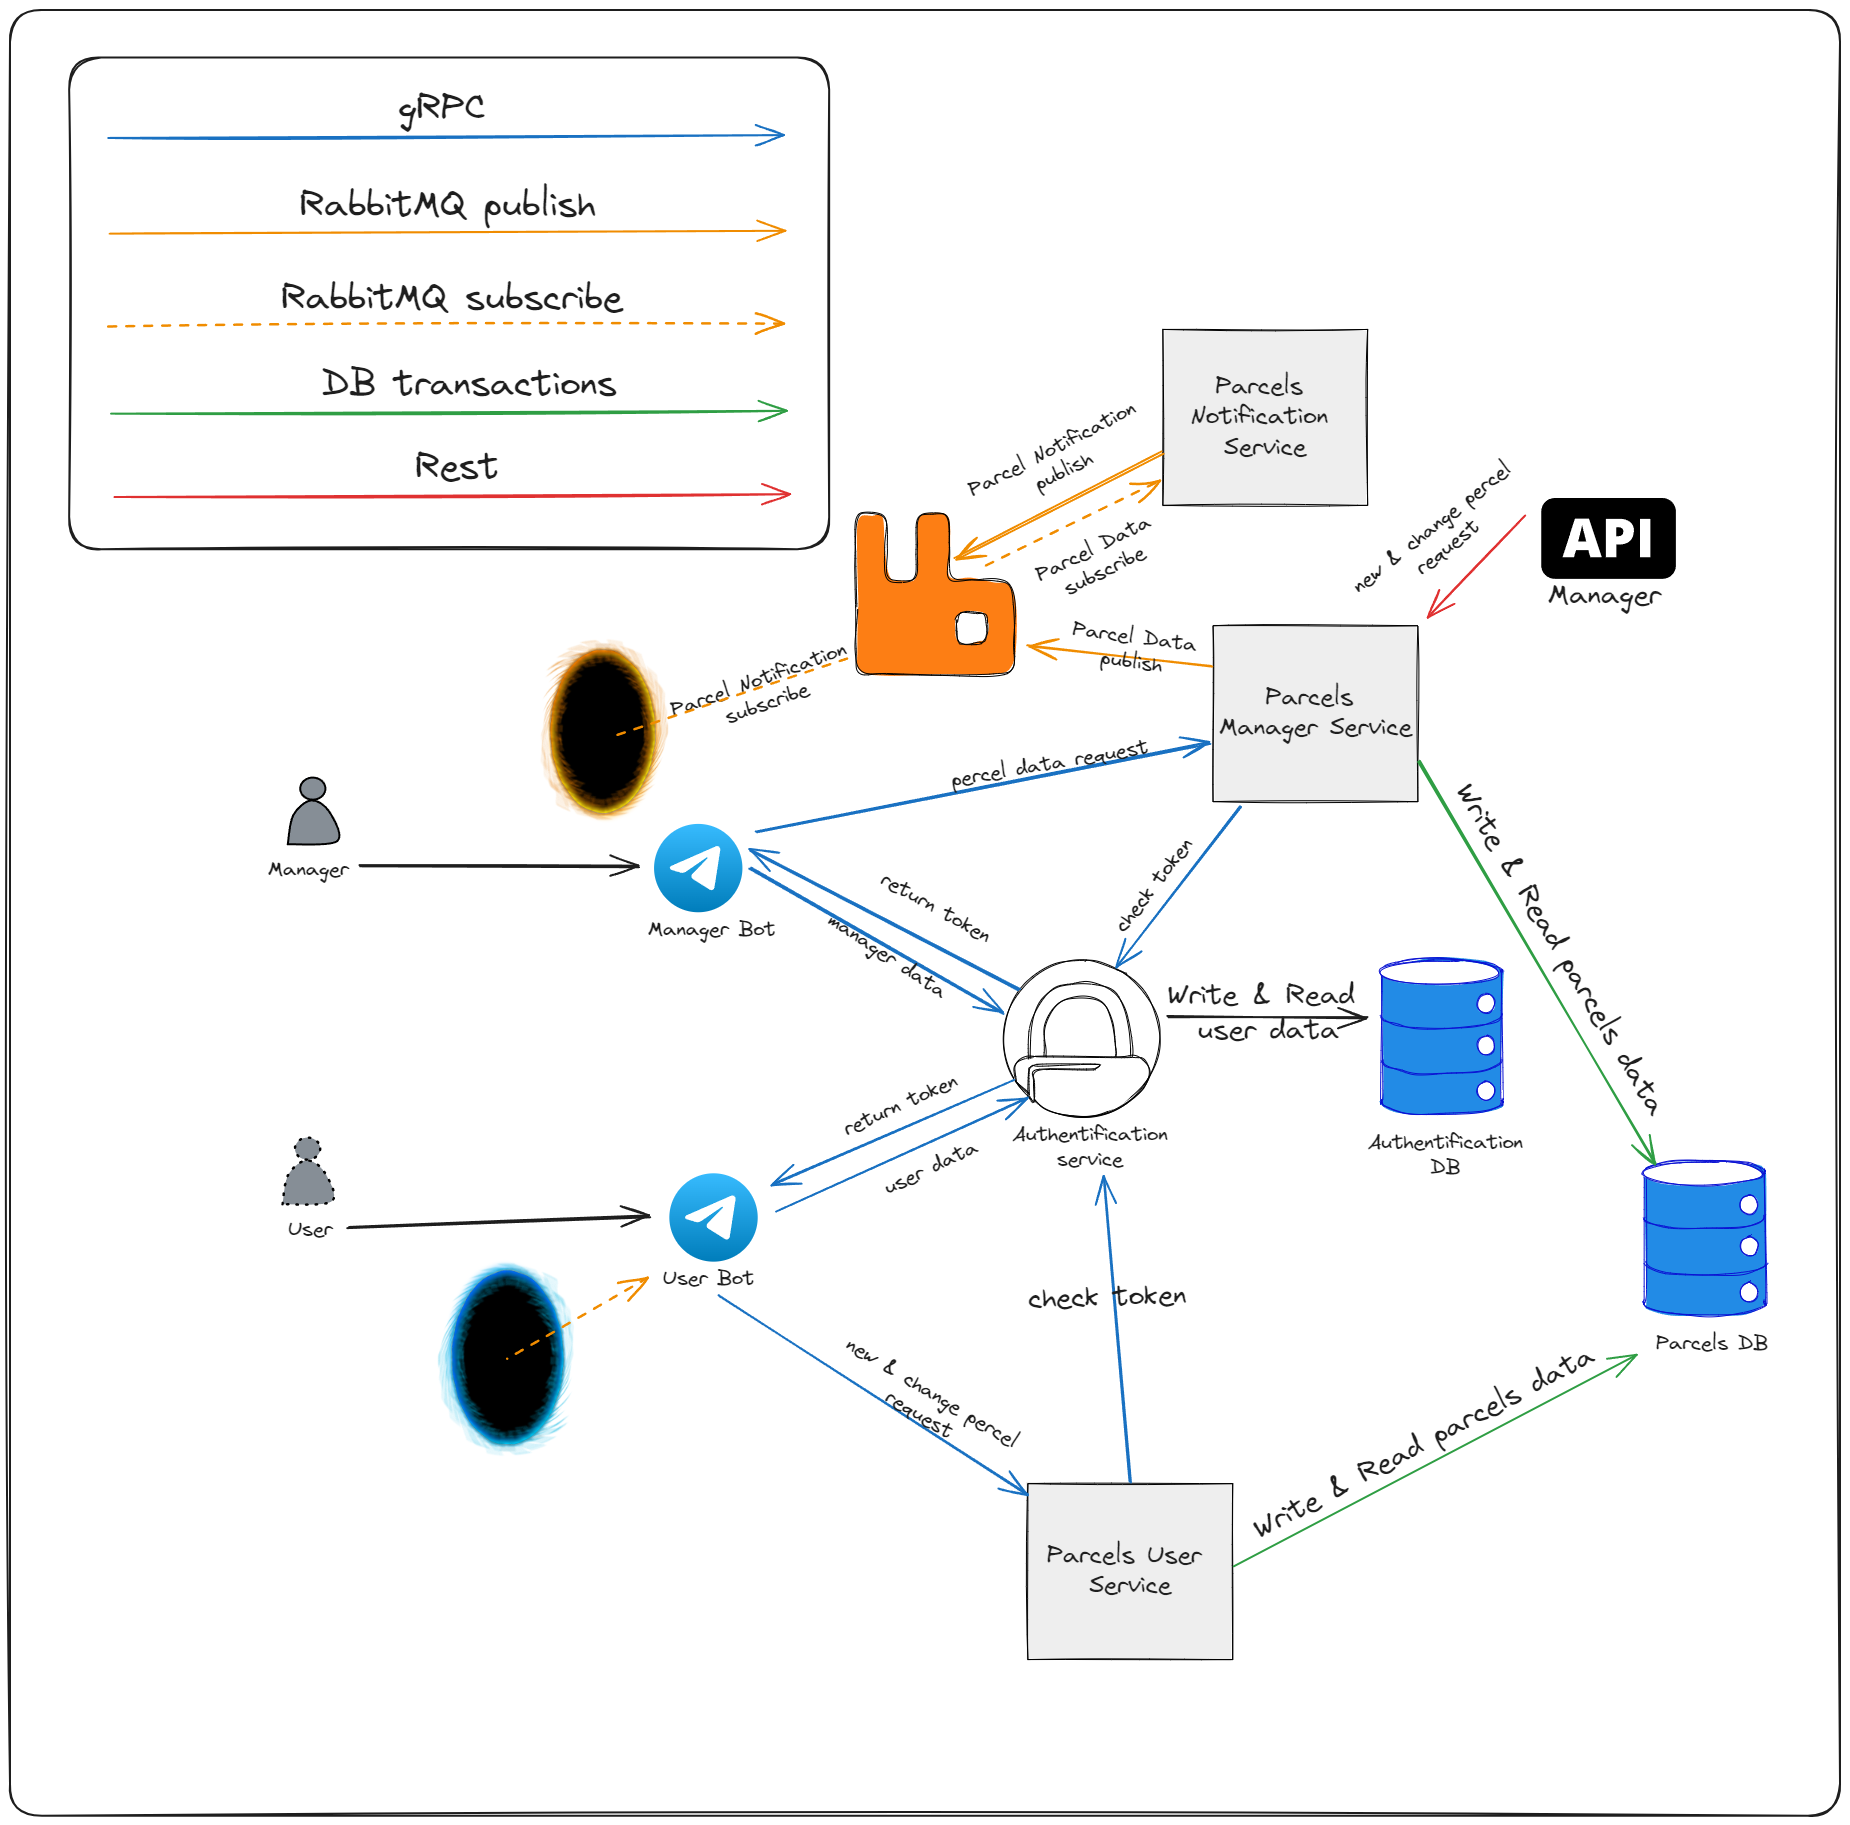 gRPC
RabbitMQ publish
RabbitMQ subscribe
DB transactions
Rest
Parcels
Notification
Service
Parcel Notification
publish
Parcel Data
subscribe
new & change percel
request
API
Manager
Parcel Data
publish
Parcel Notification
subscribe
Parcels
Manager Service
percel data request
Manager
Manager Bot
return token
manager data
check token
Write & Read parcels data
Write & Read
user data
Authentification
DB
return token
user data
Authentification
service
User
User Bot
check token
new & change percel
request
Parcels DB
Write & Read parcels data
Parcels User
Service